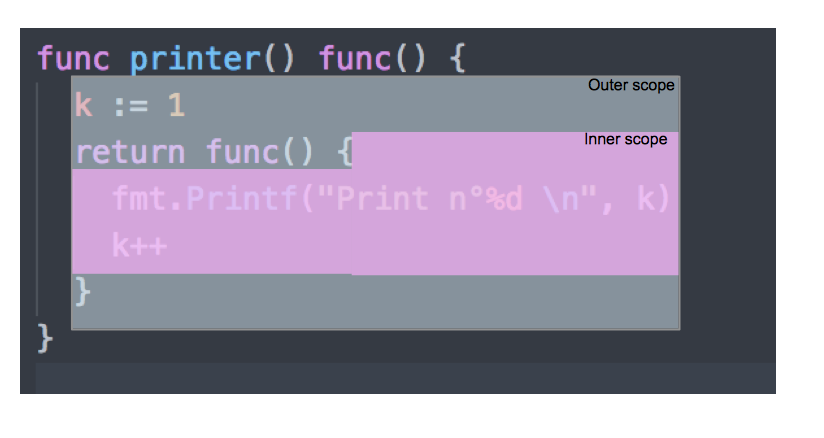 func printer() func() {
Outer scope
k := 1
Inner scope
return func() {
fmt.Printf("Print n°%d \n", k)
k++
}
}